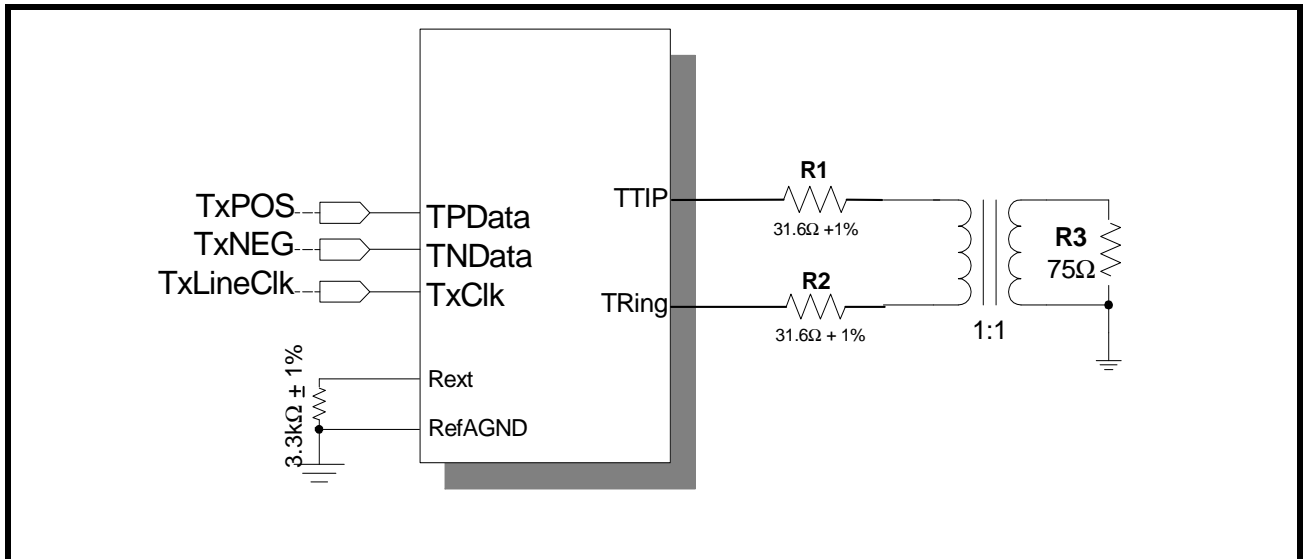 TxPOS
TxNEG
TxLineClk
TPData
TNData
TxClk
Rext
RefAGND
3.3kΩ ± 1%
TTIP
TRing
R1
31.6Ω +1%
R2
31.6Ω + 1%
1:1
R3
75Ω